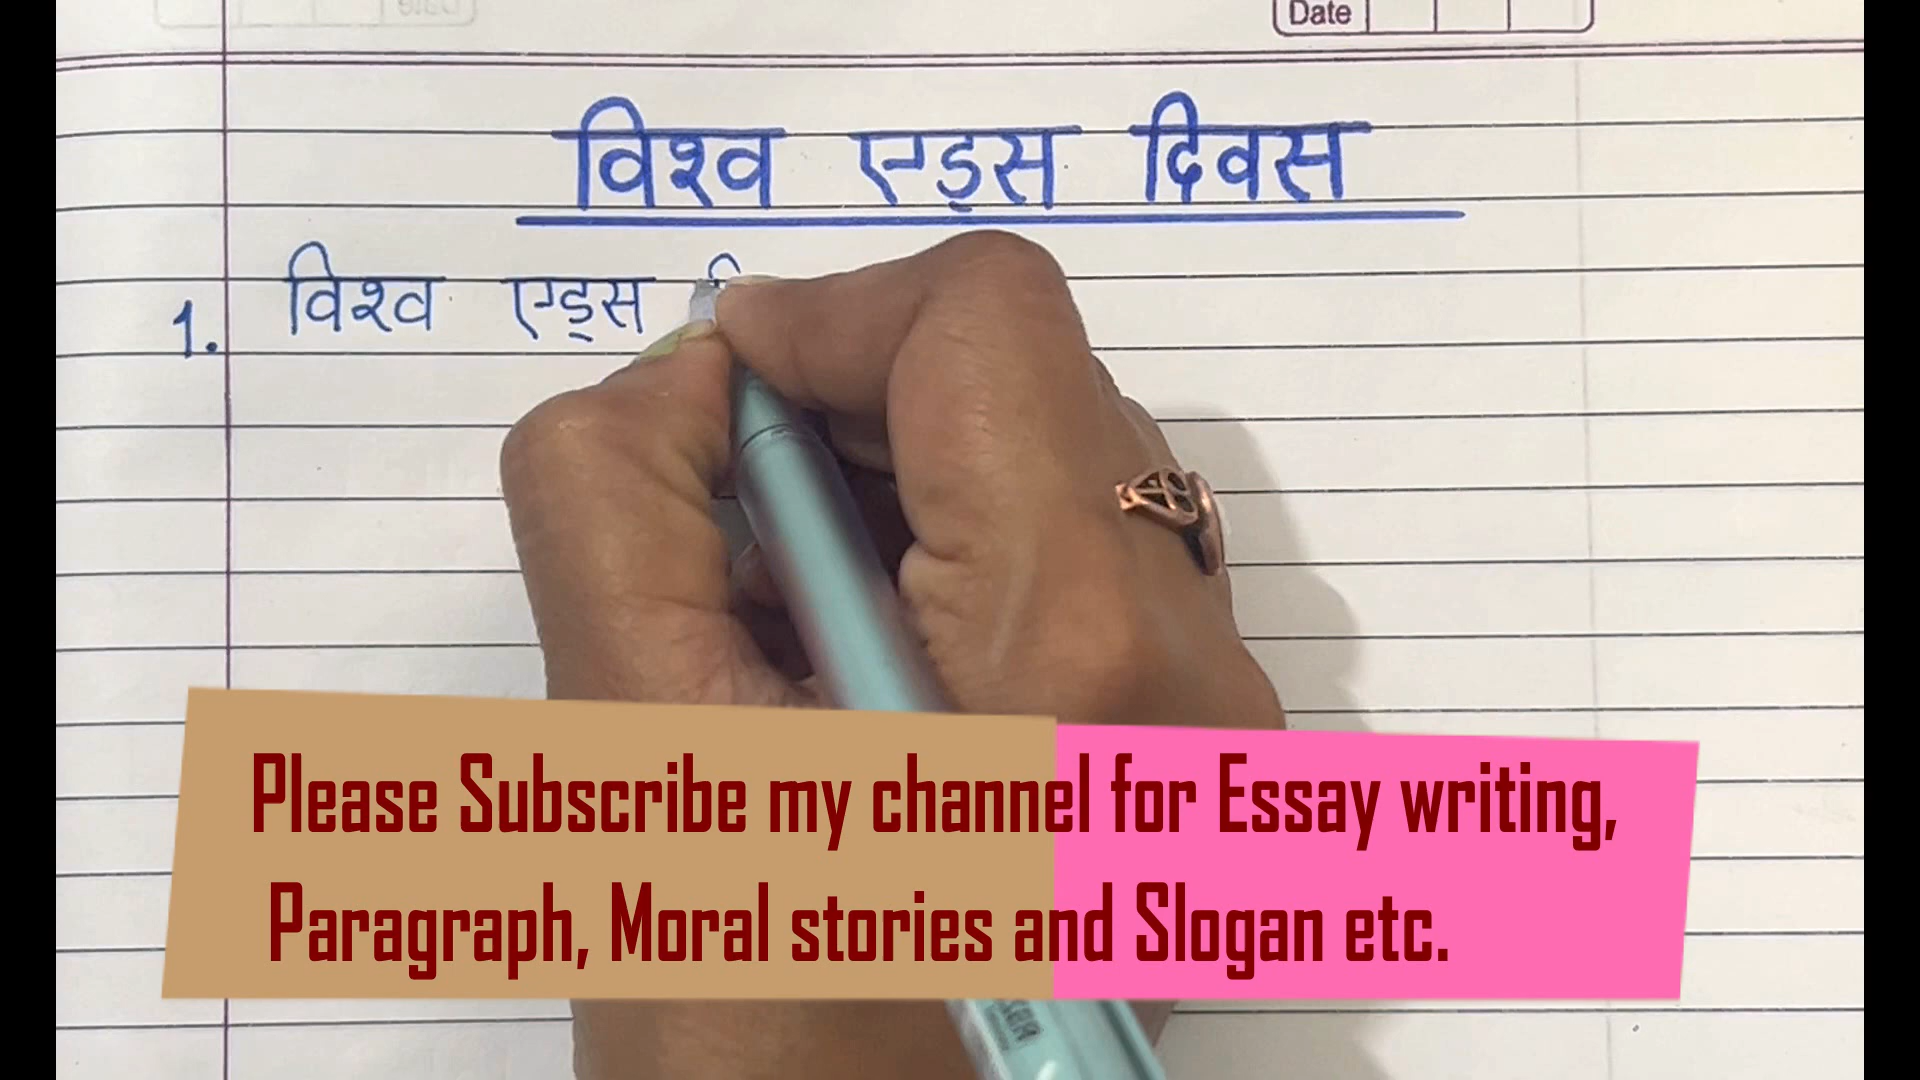 Date
विश्व एड्स दिवस
1. विश्व एड्स
Please Subscribe my channel for Essay writing,
Paragraph, Moral stories and Slogan etc.